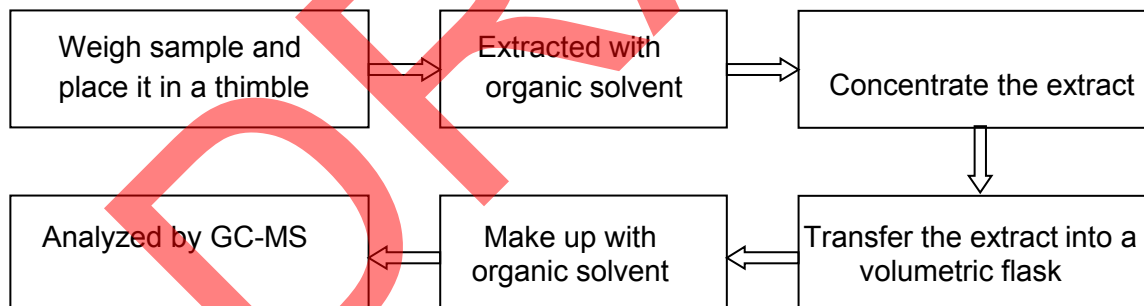 Weigh sample and
place it in a thimble
Extracted with
organic solvent
Concentrate the extract
Transfer the extract into a
volumetric flask
Make up with
organic solvent
Analyzed by GC-MS